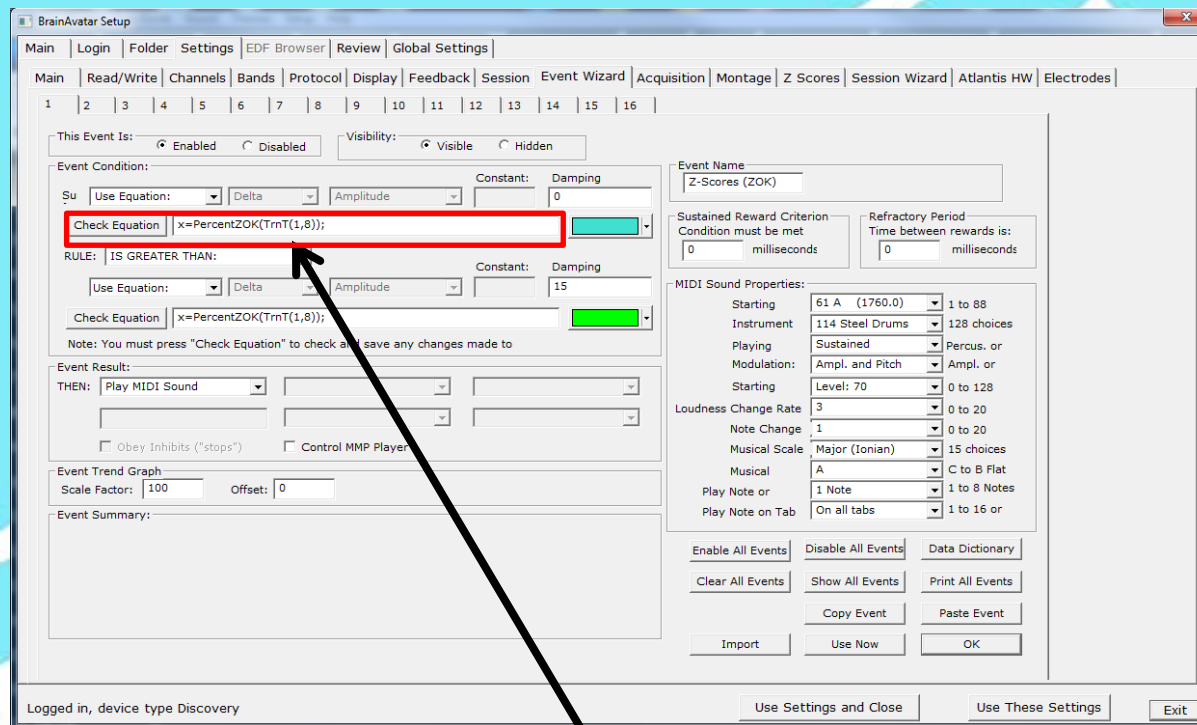 BrainAvatar Setup
Main Login Folder Settings EDF Browser Review Global Settings
Main Read/Write Channels Bands Protocol Display Feedback Session Event Wizard Acquisition Montage Z Scores Session Wizard Atlantis HW Electrodes
1 2 3 4 5 6 7 8 9 10 11 12 13 14 15 16
This Event Is:
Enabled Disabled
Visibility:
Visible Hidden
Event Condition:
Constant: Damping
Su Use Equation: Delta Amplitude 0
Check Equation x=PercentZOK(TrnT(1,8));
RULE: IS GREATER THAN:
Constant: Damping
Use Equation: Delta Amplitude 15
Check Equation x=PercentZOK(TrnT(1,8));
Note: You must press "Check Equation" to check and save any changes made to
Event Result:
THEN: Play MIDI Sound
Obey Inhibits ("stops") Control MMP Player
Event Trend Graph
Scale Factor: 100 Offset: 0
Event Summary:
Event Name
Z-Scores (ZOK)
Sustained Reward Criterion
Condition must be met
0 milliseconds
Refractory Period
Time between rewards is:
0 milliseconds
MIDI Sound Properties:
Starting 61 A (1760.0) 1 to 88
Instrument 114 Steel Drums 128 choices
Playing Sustained Percus. or
Modulation: Ampl. and Pitch Ampl. or
Starting Level: 70 0 to 128
Loudness Change Rate 3 0 to 20
Note Change 1 0 to 20
Musical Scale Major (Ionian) 15 choices
Musical A C to B Flat
Play Note or 1 Note 1 to 8 Notes
Play Note on Tab On all tabs 1 to 16 or
Enable All Events Disable All Events Data Dictionary
Clear All Events Show All Events Print All Events
Copy Event Paste Event
Import Use Now OK
Logged in, device type Discovery
Use Settings and Close Use These Settings Exit